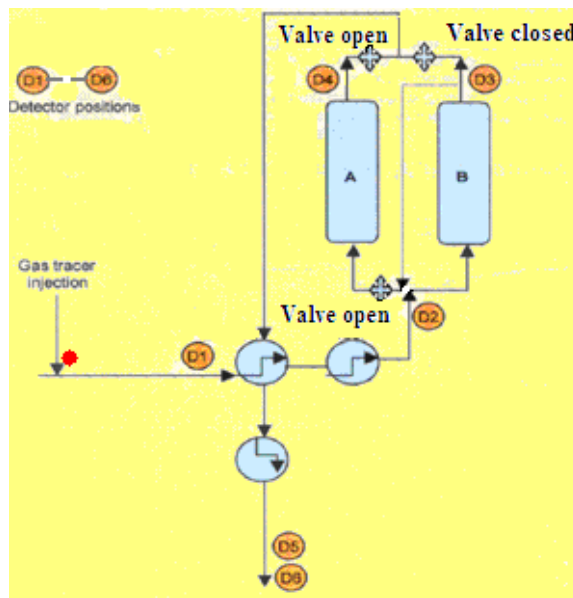 Valve open
Valve closed
D1
D6
Detector positions
D4
D3
A
B
Gas tracer
injection
Valve open
D2
D1
D5
D6